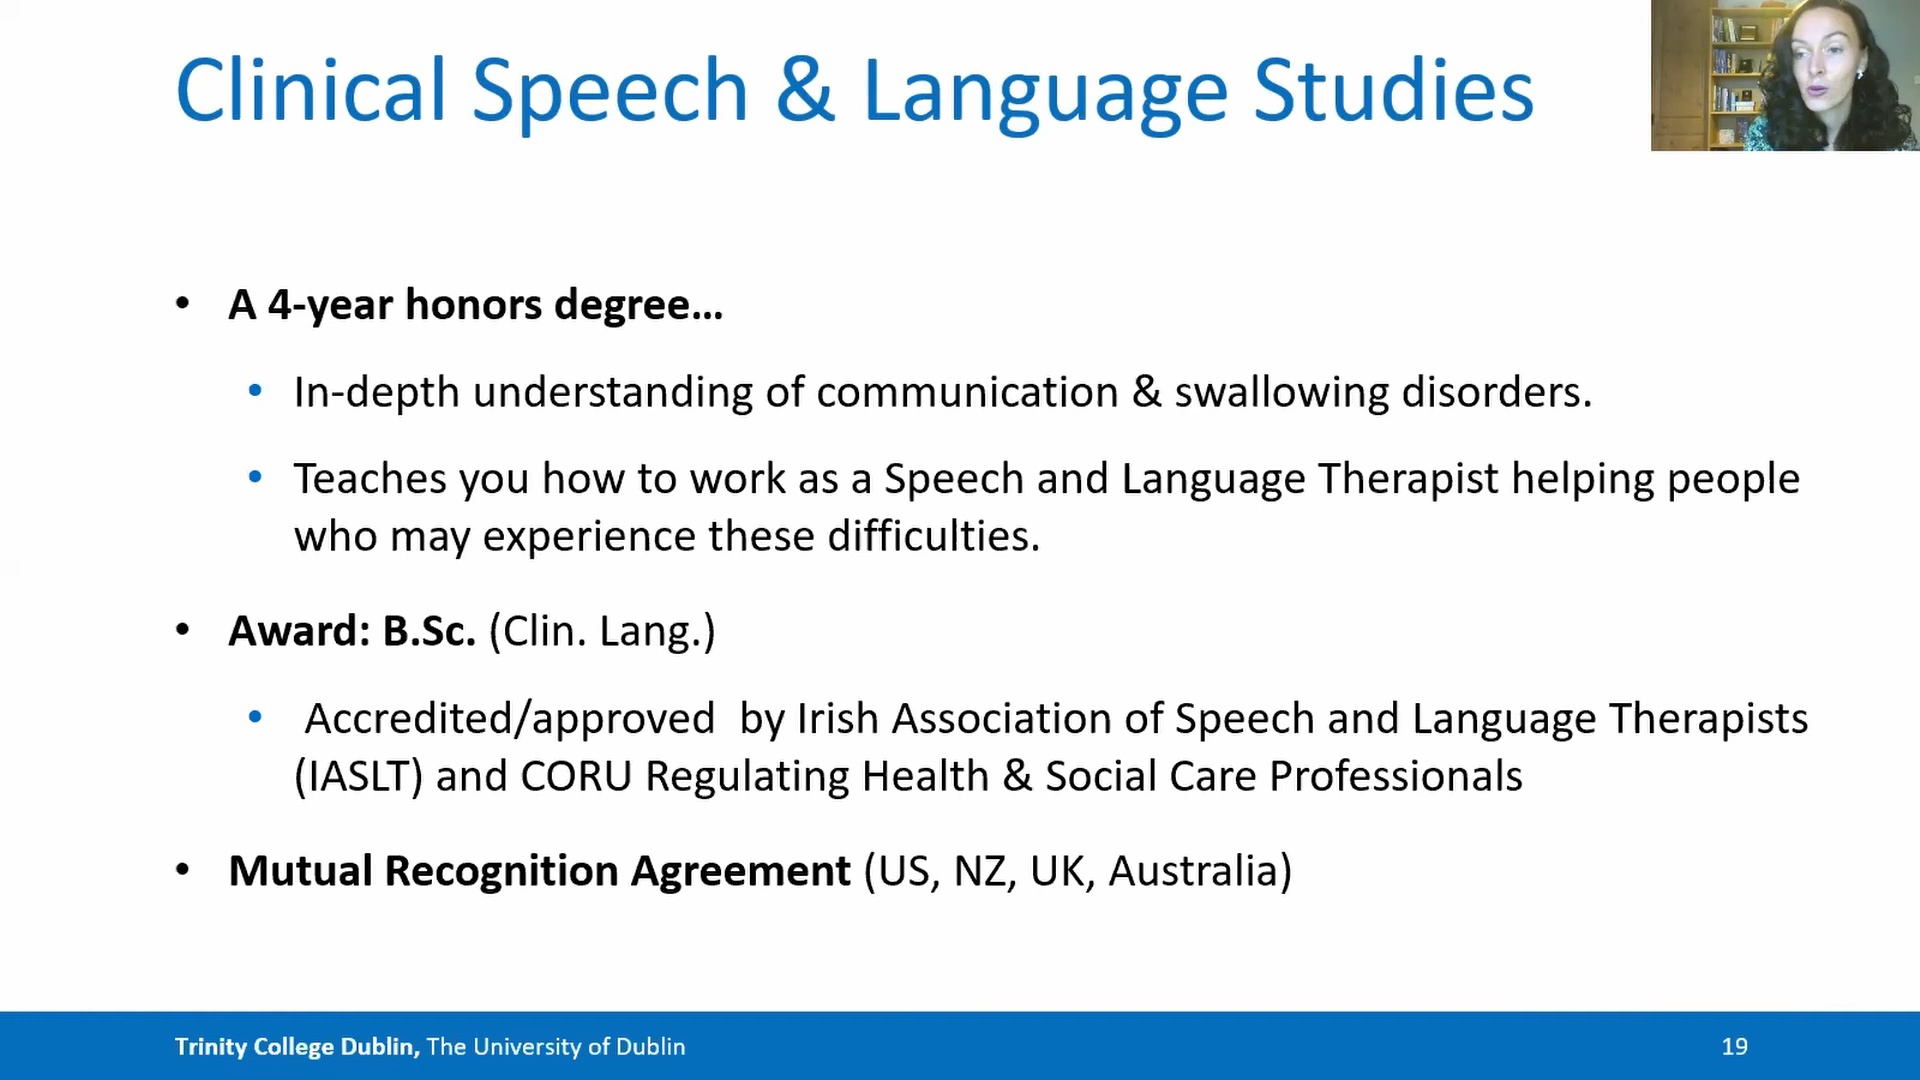 Clinical Speech & Language Studies
• A 4-year honors degree...
• In-depth understanding of communication & swallowing disorders.
• Teaches you how to work as a Speech and Language Therapist helping people
who may experience these difficulties.
• Award: B.Sc. (Clin. Lang.)
• Accredited/approved by Irish Association of Speech and Language Therapists
(IASLT) and CORU Regulating Health & Social Care Professionals
• Mutual Recognition Agreement (US, NZ, UK, Australia)
Trinity College Dublin, The University of Dublin
19